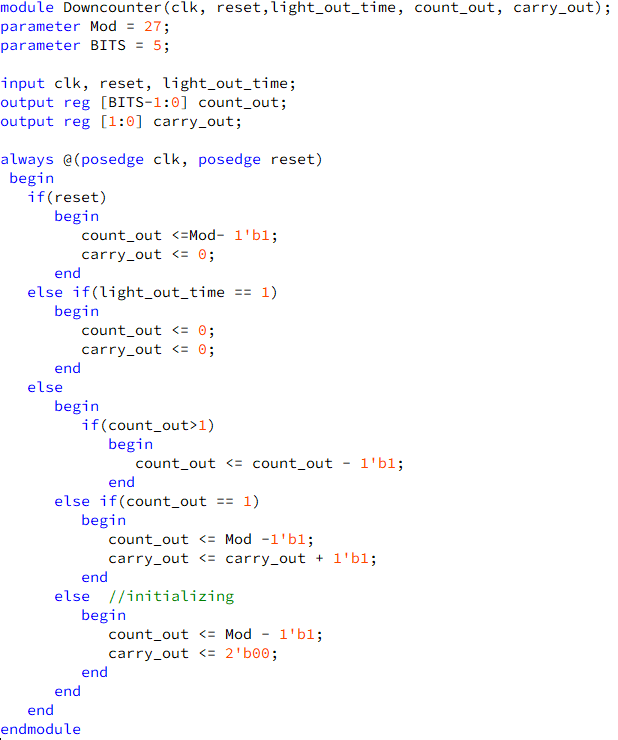 module Downcounter(clk, reset,light_out_time, count_out, carry_out);
parameter Mod = 27;
parameter BITS = 5;
input clk, reset, light_out_time;
output reg [BITS-1:0] count_out;
output reg [1:0] carry_out;
always @(posedge clk, posedge reset)
begin
if(reset)
begin
count_out <=Mod- 1'b1;
carry_out <= 0;
end
else if(light_out_time == 1)
begin
count_out <= 0;
carry_out <= 0;
end
else
begin
if(count_out>1)
begin
count_out <= count_out - 1'b1;
end
else if(count_out == 1)
begin
count_out <= Mod -1'b1;
carry_out <= carry_out + 1'b1;
end
else //initializing
begin
count_out <= Mod - 1'b1;
carry_out <= 2'b00;
end
end
end
endmodule